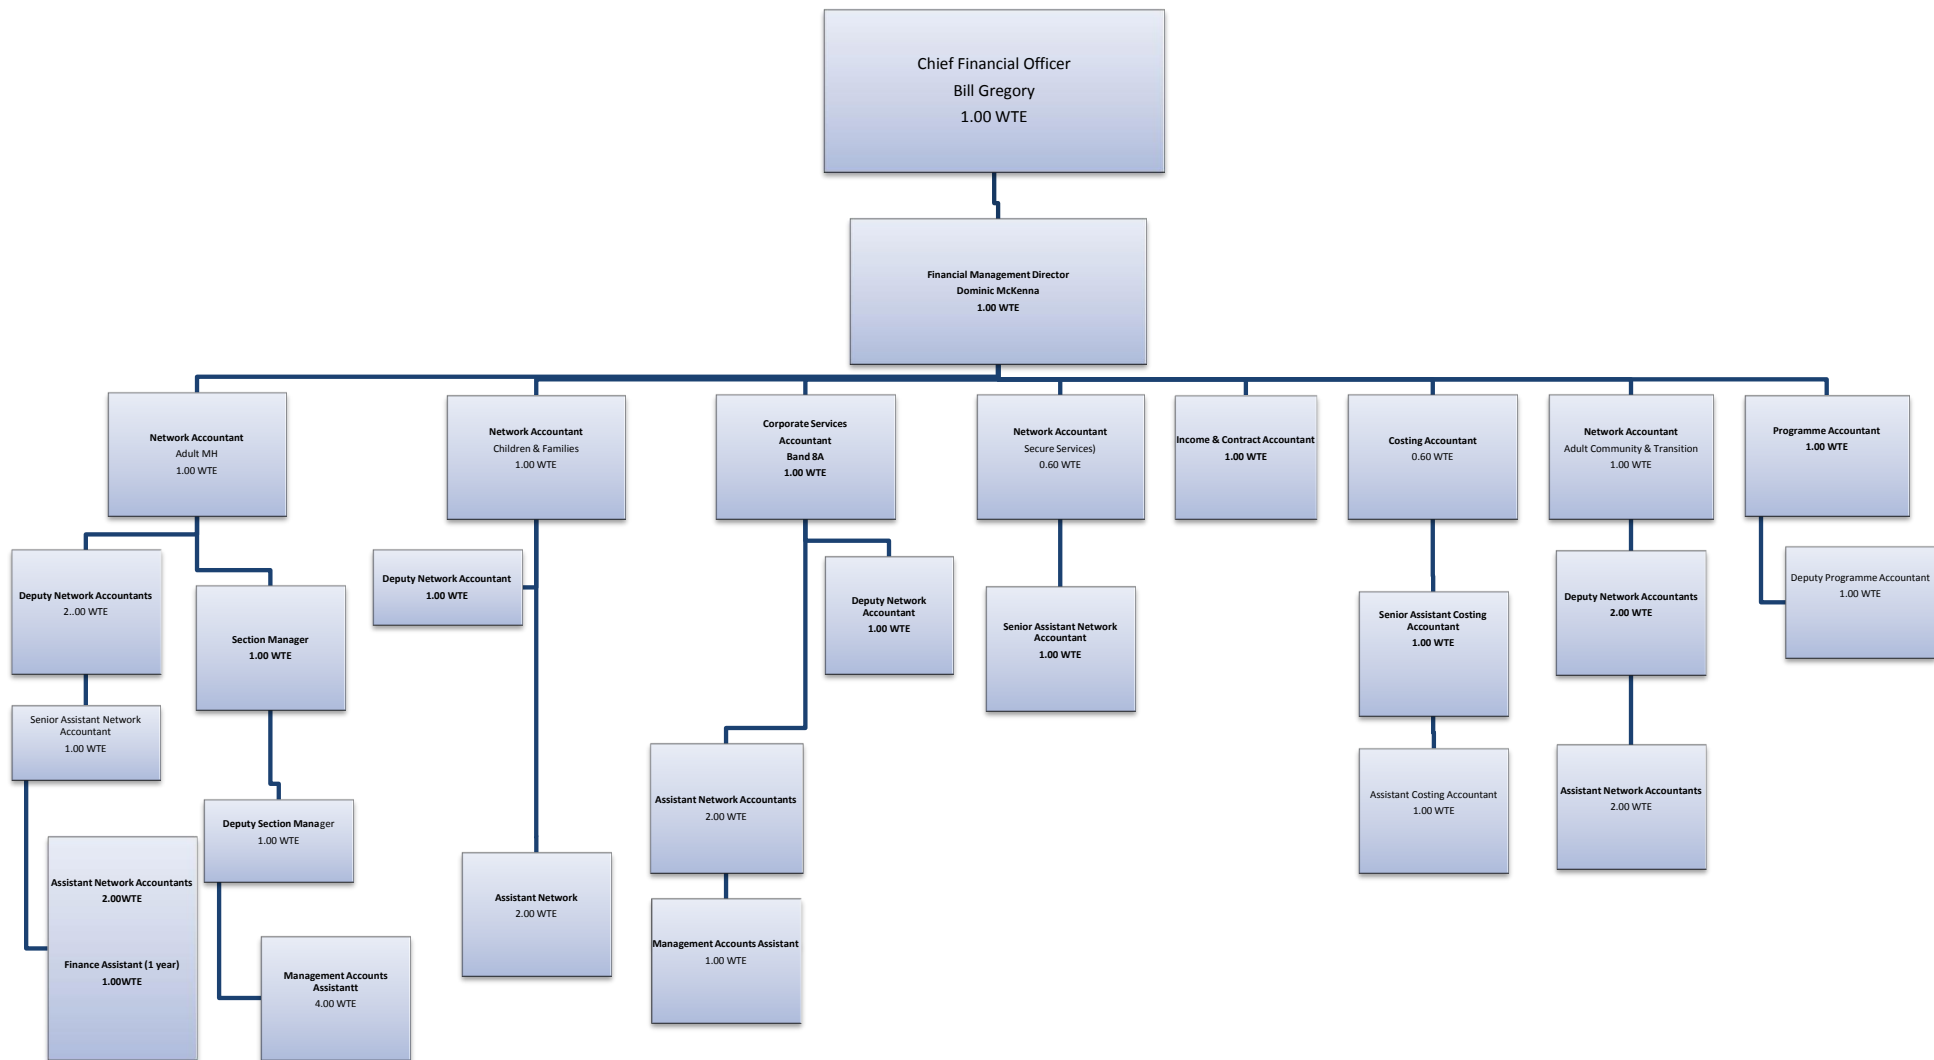 Chief Financial Officer
Bill Gregory
1.00 WTE
Financial Management Director
Dominic McKenna
1.00 WTE
Network Accountant
Adult MH
1.00 WTE
Network Accountant
Children & Families
1.00 WTE
Corporate Services
Accountant
Band 8A
1.00 WTE
Network Accountant
Secure Services)
0.60 WTE
Income & Contract Accountant
1.00 WTE
Costing Accountant
0.60 WTE
Network Accountant
Adult Community & Transition
1.00 WTE
Programme Accountant
1.00 WTE
Deputy Network Accountants
2..00 WTE
Section Manager
1.00 WTE
Deputy Network Accountant
1.00 WTE
Deputy Network
Accountant
1.00 WTE
Senior Assistant Network
Accountant
1.00 WTE
Senior Assistant Costing
Accountant
1.00 WTE
Deputy Network Accountants
2.00 WTE
Deputy Programme Accountant
1.00 WTE
Senior Assistant Network
Accountant
1.00 WTE
Deputy Section Manager
1.00 WTE
Assistant Network Accountants
2.00 WTE
Assistant Costing Accountant
1.00 WTE
Assistant Network Accountants
2.00 WTE
Assistant Network Accountants
2.00WTE
Finance Assistant (1 year)
1.00WTE
Management Accounts
Assistantt
4.00 WTE
Assistant Network
2.00 WTE
Management Accounts Assistant
1.00 WTE